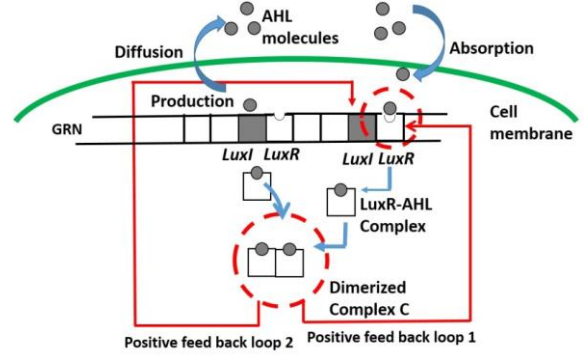 AHL
molecules
Diffusion
Absorption
Production
Cell
membrane
GRN
LuxI LuxR
LuxI LuxR
LuxR-AHL
Complex
Dimerized
Complex C
Positive feed back loop 2
Positive feed back loop 1